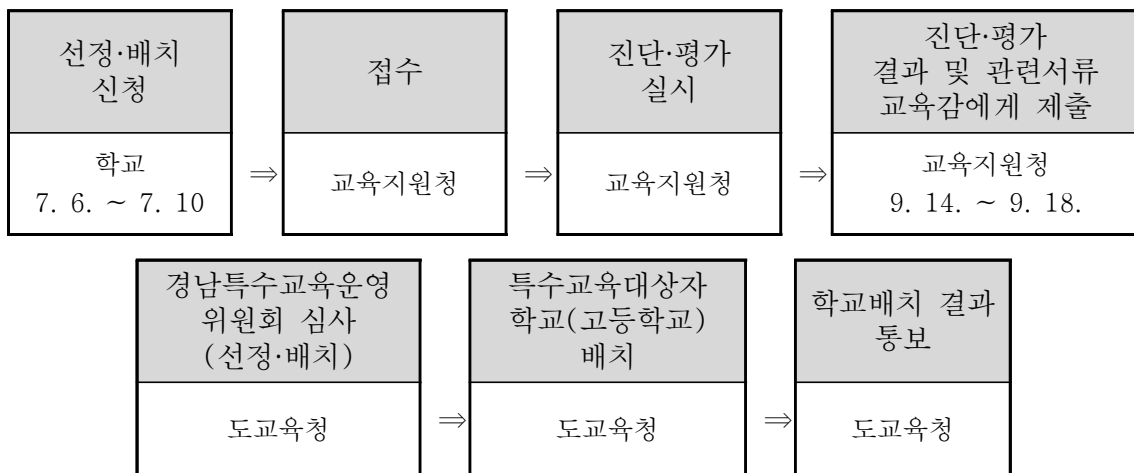 선정·배치
신청
학교
7. 6. ~ 7. 10
⇒
접수
교육지원청
⇒
진단·평가
실시
교육지원청
⇒
진단·평가
결과 및 관련서류
교육감에게 제출
교육지원청
9. 14. ~ 9. 18.
경남특수교육운영
위원회 심사
(선정·배치)
도교육청
⇒
특수교육대상자
학교(고등학교)
배치
도교육청
⇒
학교배치 결과
통보
도교육청